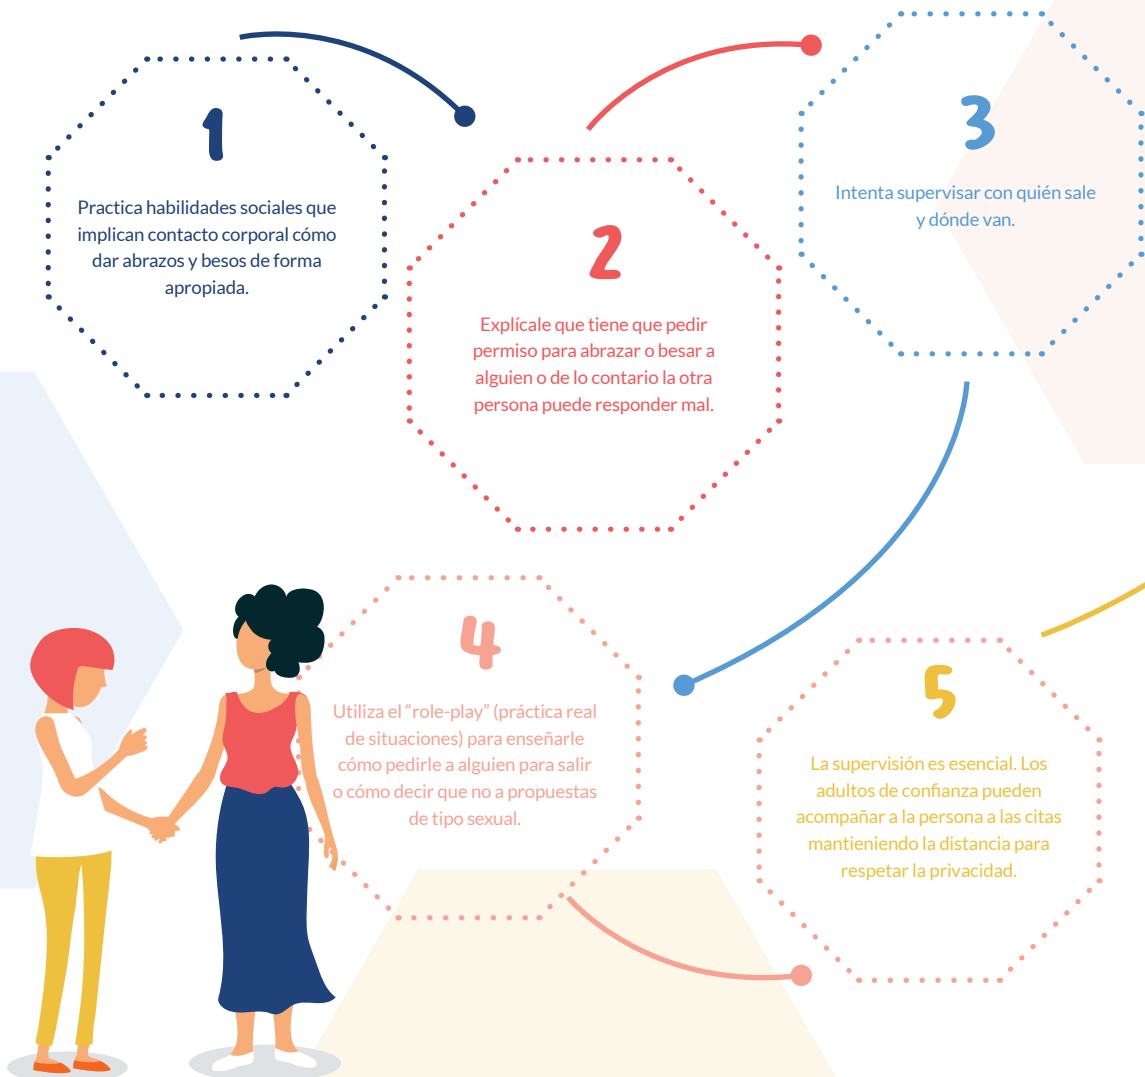 1
Practica habilidades sociales que
implican contacto corporal cómo
dar abrazos y besos de forma
apropiada.
2
Explícale que tiene que pedir
permiso para abrazar o besar a
alguien o de lo contario la otra
persona puede responder mal.
3
Intenta supervisar con quién sale
y dónde van.
4
Utiliza el “role-play” (práctica real
de situaciones) para enseñarle
cómo pedirle a alguien para salir
o cómo decir que no a propuestas
de tipo sexual.
5
La supervisión es esencial. Los
adultos de confianza pueden
acompañar a la persona a las citas
manteniendo la distancia para
respetar la privacidad.